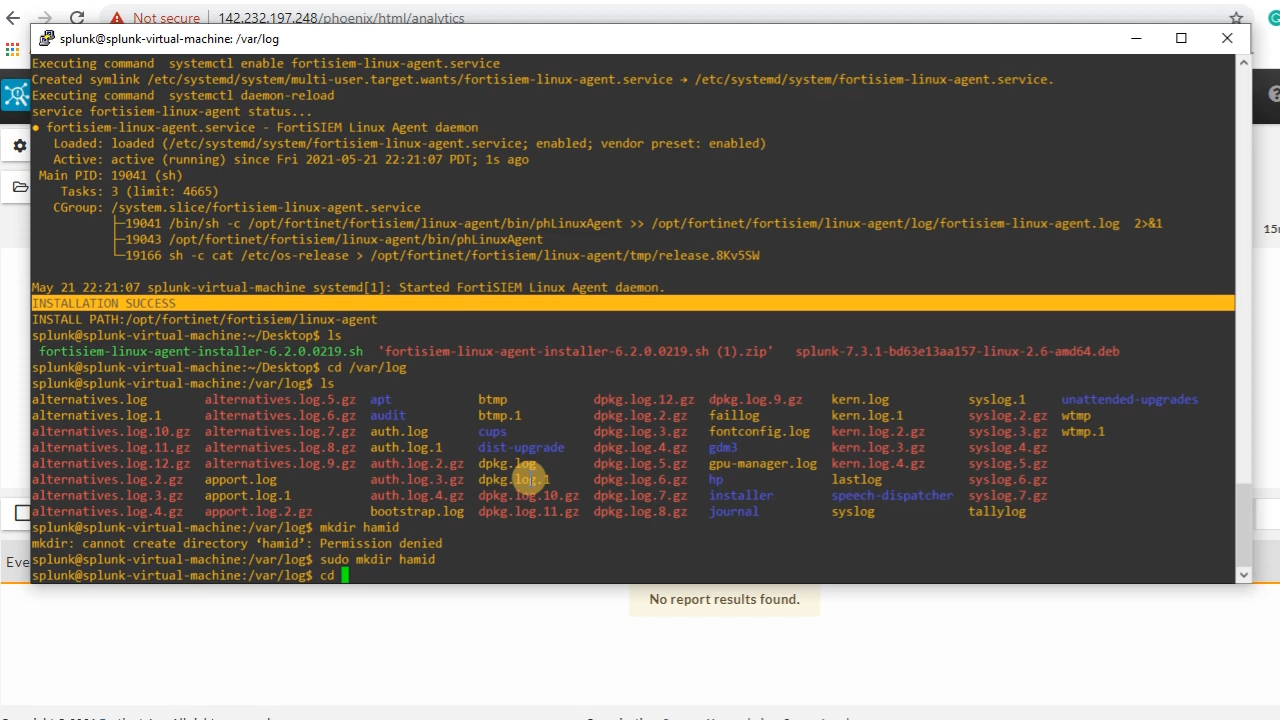 Not secure 142.232.197.248/phoenix/html/analytics
splunk@splunk-virtual-machine: /var/log
Executing command  systemctl enable fortisiem-linux-agent.service
Created symlink /etc/systemd/system/multi-user.target.wants/fortisiem-linux-agent.service → /etc/systemd/system/fortisiem-linux-agent.service.
Executing command  systemctl daemon-reload
service fortisiem-linux-agent status...
● fortisiem-linux-agent.service - FortiSIEM Linux Agent daemon
Loaded: loaded (/etc/systemd/system/fortisiem-linux-agent.service; enabled; vendor preset: enabled)
Active: active (running) since Fri 2021-05-21 22:21:07 PDT; 1s ago
Main PID: 19041 (sh)
Tasks: 3 (limit: 4665)
CGroup: /system.slice/fortisiem-linux-agent.service
├─19041 /bin/sh -c /opt/fortinet/fortisiem/linux-agent/bin/phLinuxAgent >> /opt/fortinet/fortisiem/linux-agent/log/fortisiem-linux-agent.log  2>&1
├─19043 /opt/fortinet/fortisiem/linux-agent/bin/phLinuxAgent
└─19166 sh -c cat /etc/os-release > /opt/fortinet/fortisiem/linux-agent/tmp/release.8Kv5SW
15m
May 21 22:21:07 splunk-virtual-machine systemd[1]: Started FortiSIEM Linux Agent daemon.
INSTALLATION SUCCESS
INSTALL PATH:/opt/fortinet/fortisiem/linux-agent
splunk@splunk-virtual-machine:~/Desktop$ ls
fortisiem-linux-agent-installer-6.2.0.0219.sh  'fortisiem-linux-agent-installer-6.2.0.0219.sh (1).zip'  splunk-7.3.1-bd63e13aa157-linux-2.6-amd64.deb
splunk@splunk-virtual-machine:~/Desktop$ cd /var/log
splunk@splunk-virtual-machine:/var/log$ ls
alternatives.log alternatives.log.5.gz apt btmp dpkg.log.12.gz dpkg.log.9.gz kern.log syslog.1 unattended-upgrades
alternatives.log.1 alternatives.log.6.gz audit btmp.1 dpkg.log.2.gz faillog kern.log.1 syslog.2.gz wtmp
alternatives.log.10.gz alternatives.log.7.gz auth.log cups dpkg.log.3.gz fontconfig.log kern.log.2.gz syslog.3.gz wtmp.1
alternatives.log.11.gz alternatives.log.8.gz auth.log.1 dist-upgrade dpkg.log.4.gz gdm3 kern.log.3.gz syslog.4.gz
alternatives.log.12.gz alternatives.log.9.gz auth.log.2.gz dpkg.log dpkg.log.5.gz gpu-manager.log kern.log.4.gz syslog.5.gz
alternatives.log.2.gz apport.log auth.log.3.gz dpkg.log.1 dpkg.log.6.gz hp lastlog syslog.6.gz
alternatives.log.3.gz apport.log.1 auth.log.4.gz dpkg.log.10.gz dpkg.log.7.gz installer speech-dispatcher syslog.7.gz
alternatives.log.4.gz apport.log.2.gz bootstrap.log dpkg.log.11.gz dpkg.log.8.gz journal syslog tallylog
splunk@splunk-virtual-machine:/var/log$ mkdir hamid
mkdir: cannot create directory ‘hamid’: Permission denied
splunk@splunk-virtual-machine:/var/log$ sudo mkdir hamid
Eve
splunk@splunk-virtual-machine:/var/log$ cd
No report results found.